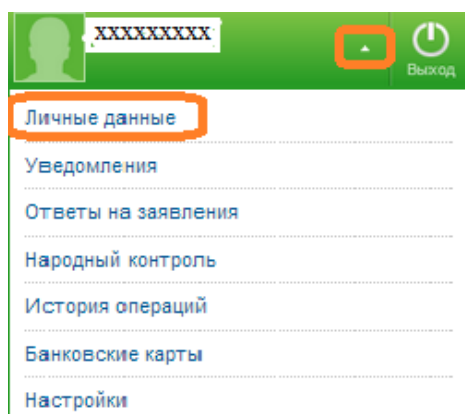 XXXXXXXXX
Выход
Личные данные
Уведомления
Ответы на заявления
Народный контроль
История операций
Банковские карты
Настройки